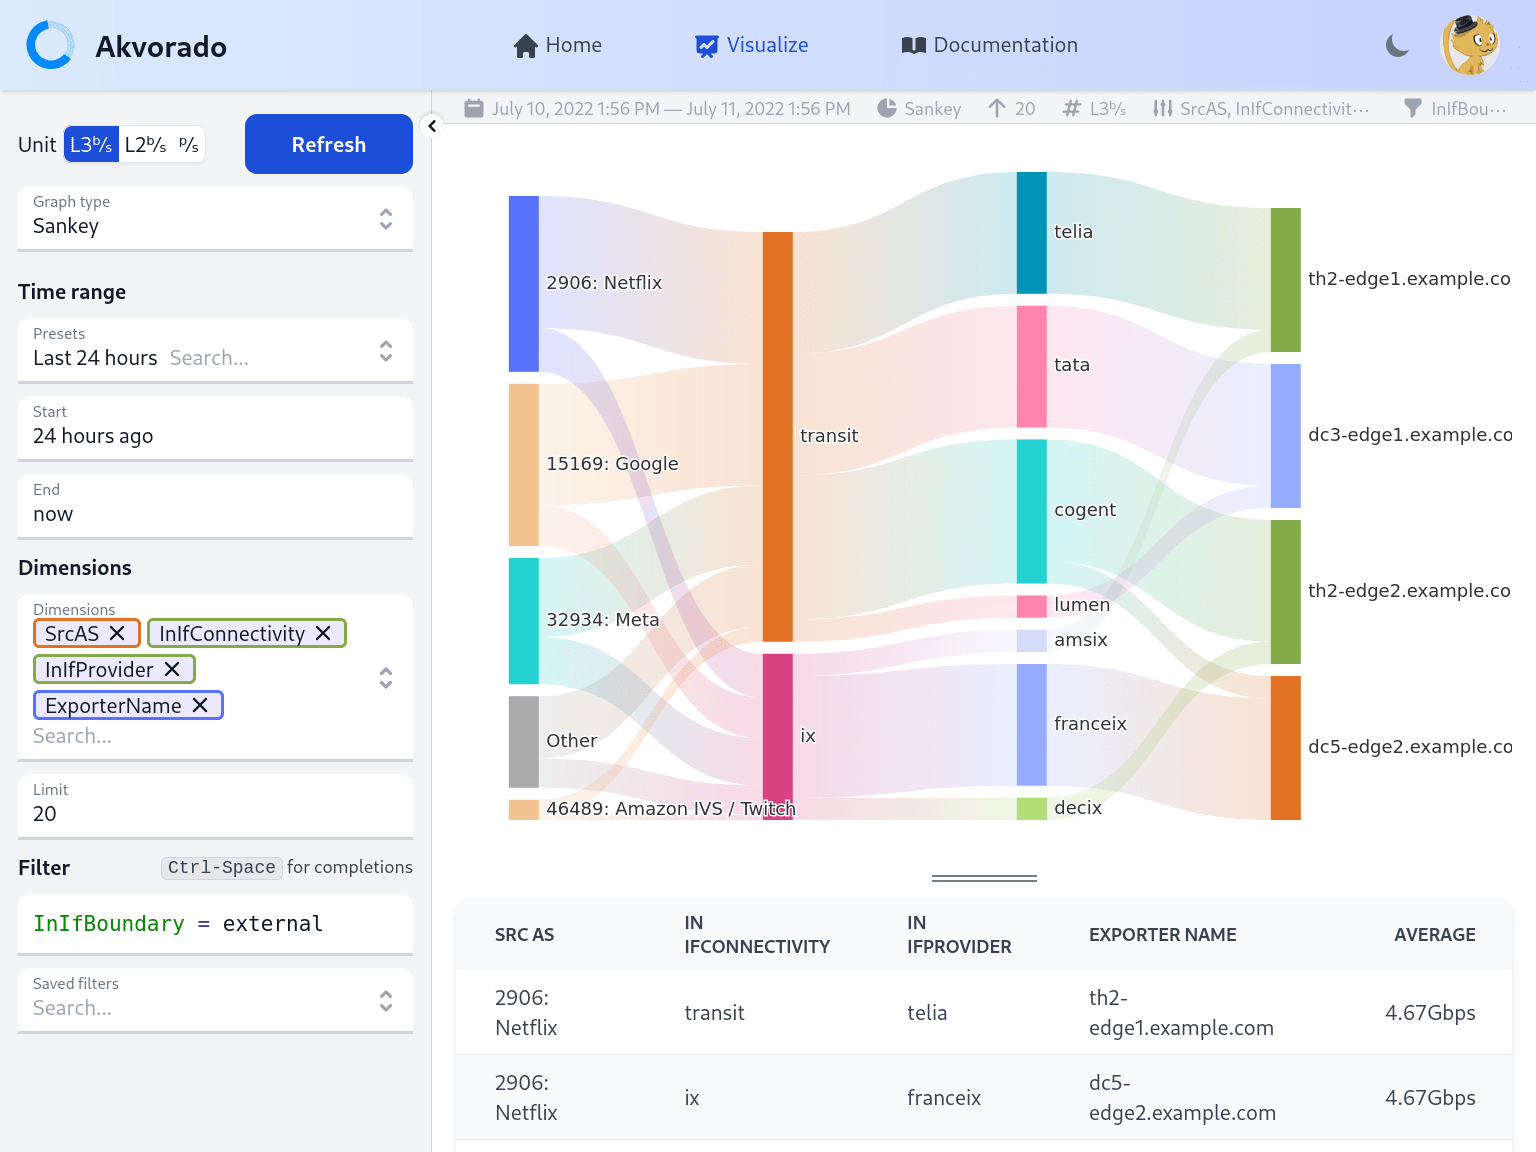 Akvorado
Home
Visualize
Documentation
July 10, 2022 1:56 PM — July 11, 2022 1:56 PM
Sankey
20
L3ᵇ/s
SrcAS, InIfConnectivit···
InIfBou···
Unit
L3ᵇ/s
L2ᵇ/s
ᵖ/s
Refresh
Graph type
Sankey
Time range
Presets
Last 24 hours Search...
Start
24 hours ago
End
now
Dimensions
Dimensions
SrcAS
InIfConnectivity
InIfProvider
ExporterName
Search...
Limit
20
Filter
Ctrl-Space for completions
InIfBoundary = external
Saved filters
Search...
2906: Netflix
15169: Google
32934: Meta
Other
46489: Amazon IVS / Twitch
transit
ix
telia
tata
cogent
lumen
amsix
franceix
decix
th2-edge1.example.co
dc3-edge1.example.co
th2-edge2.example.co
dc5-edge2.example.co
SRC AS
IN
IFCONNECTIVITY
IN
IFPROVIDER
EXPORTER NAME
AVERAGE
2906:
Netflix
transit
telia
th2-
edge1.example.com
4.67Gbps
2906:
Netflix
ix
franceix
dc5-
edge2.example.com
4.67Gbps